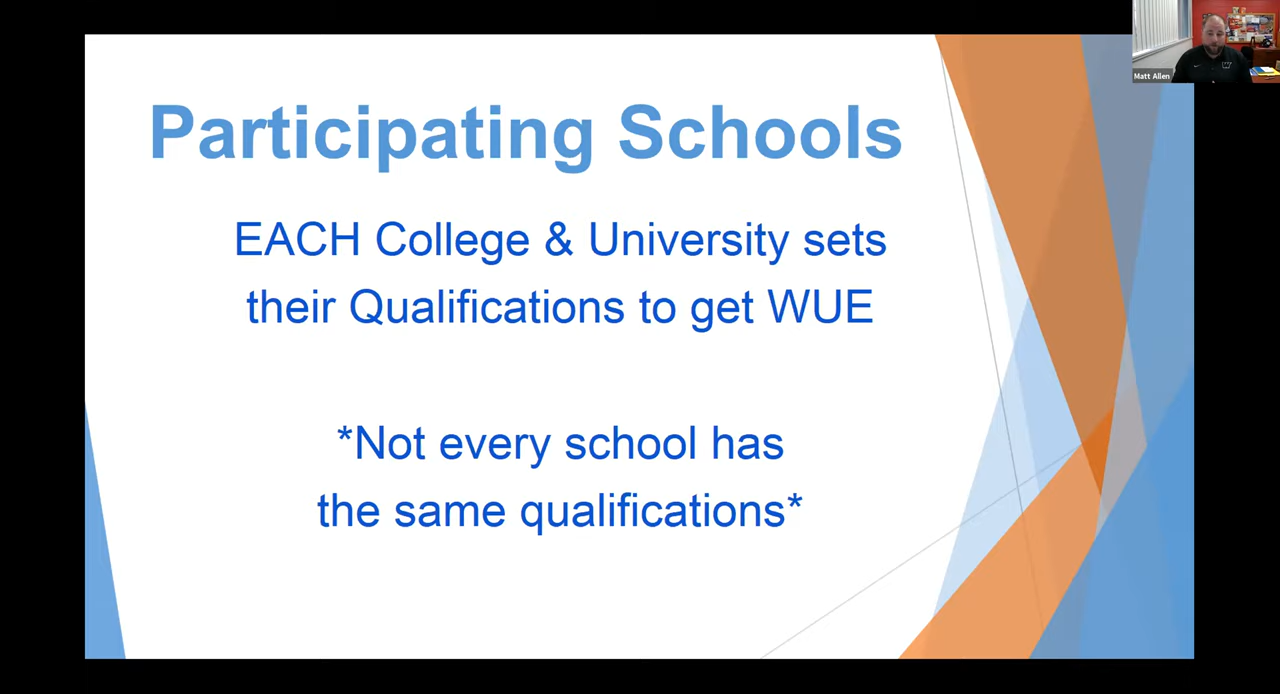 Matt Allen
Participating Schools
EACH College & University sets
their Qualifications to get WUE
*Not every school has
the same qualifications*